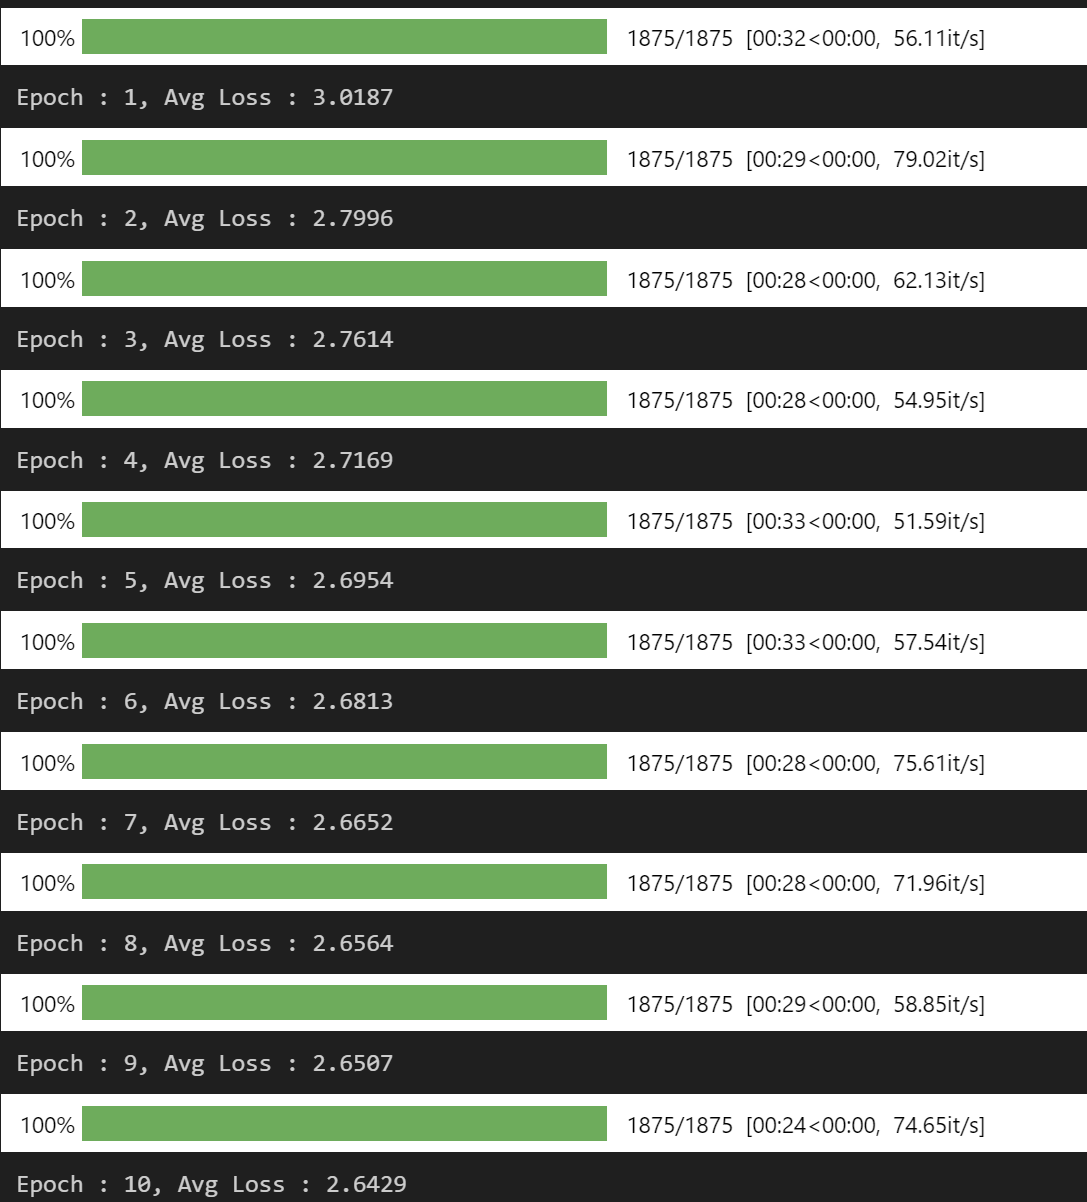 100% 1875/1875 [00:32<00:00, 56.11it/s]
Epoch : 1, Avg Loss : 3.0187
100% 1875/1875 [00:29<00:00, 79.02it/s]
Epoch : 2, Avg Loss : 2.7996
100% 1875/1875 [00:28<00:00, 62.13it/s]
Epoch : 3, Avg Loss : 2.7614
100% 1875/1875 [00:28<00:00, 54.95it/s]
Epoch : 4, Avg Loss : 2.7169
100% 1875/1875 [00:33<00:00, 51.59it/s]
Epoch : 5, Avg Loss : 2.6954
100% 1875/1875 [00:33<00:00, 57.54it/s]
Epoch : 6, Avg Loss : 2.6813
100% 1875/1875 [00:28<00:00, 75.61it/s]
Epoch : 7, Avg Loss : 2.6652
100% 1875/1875 [00:28<00:00, 71.96it/s]
Epoch : 8, Avg Loss : 2.6564
100% 1875/1875 [00:29<00:00, 58.85it/s]
Epoch : 9, Avg Loss : 2.6507
100% 1875/1875 [00:24<00:00, 74.65it/s]
Epoch : 10, Avg Loss : 2.6429